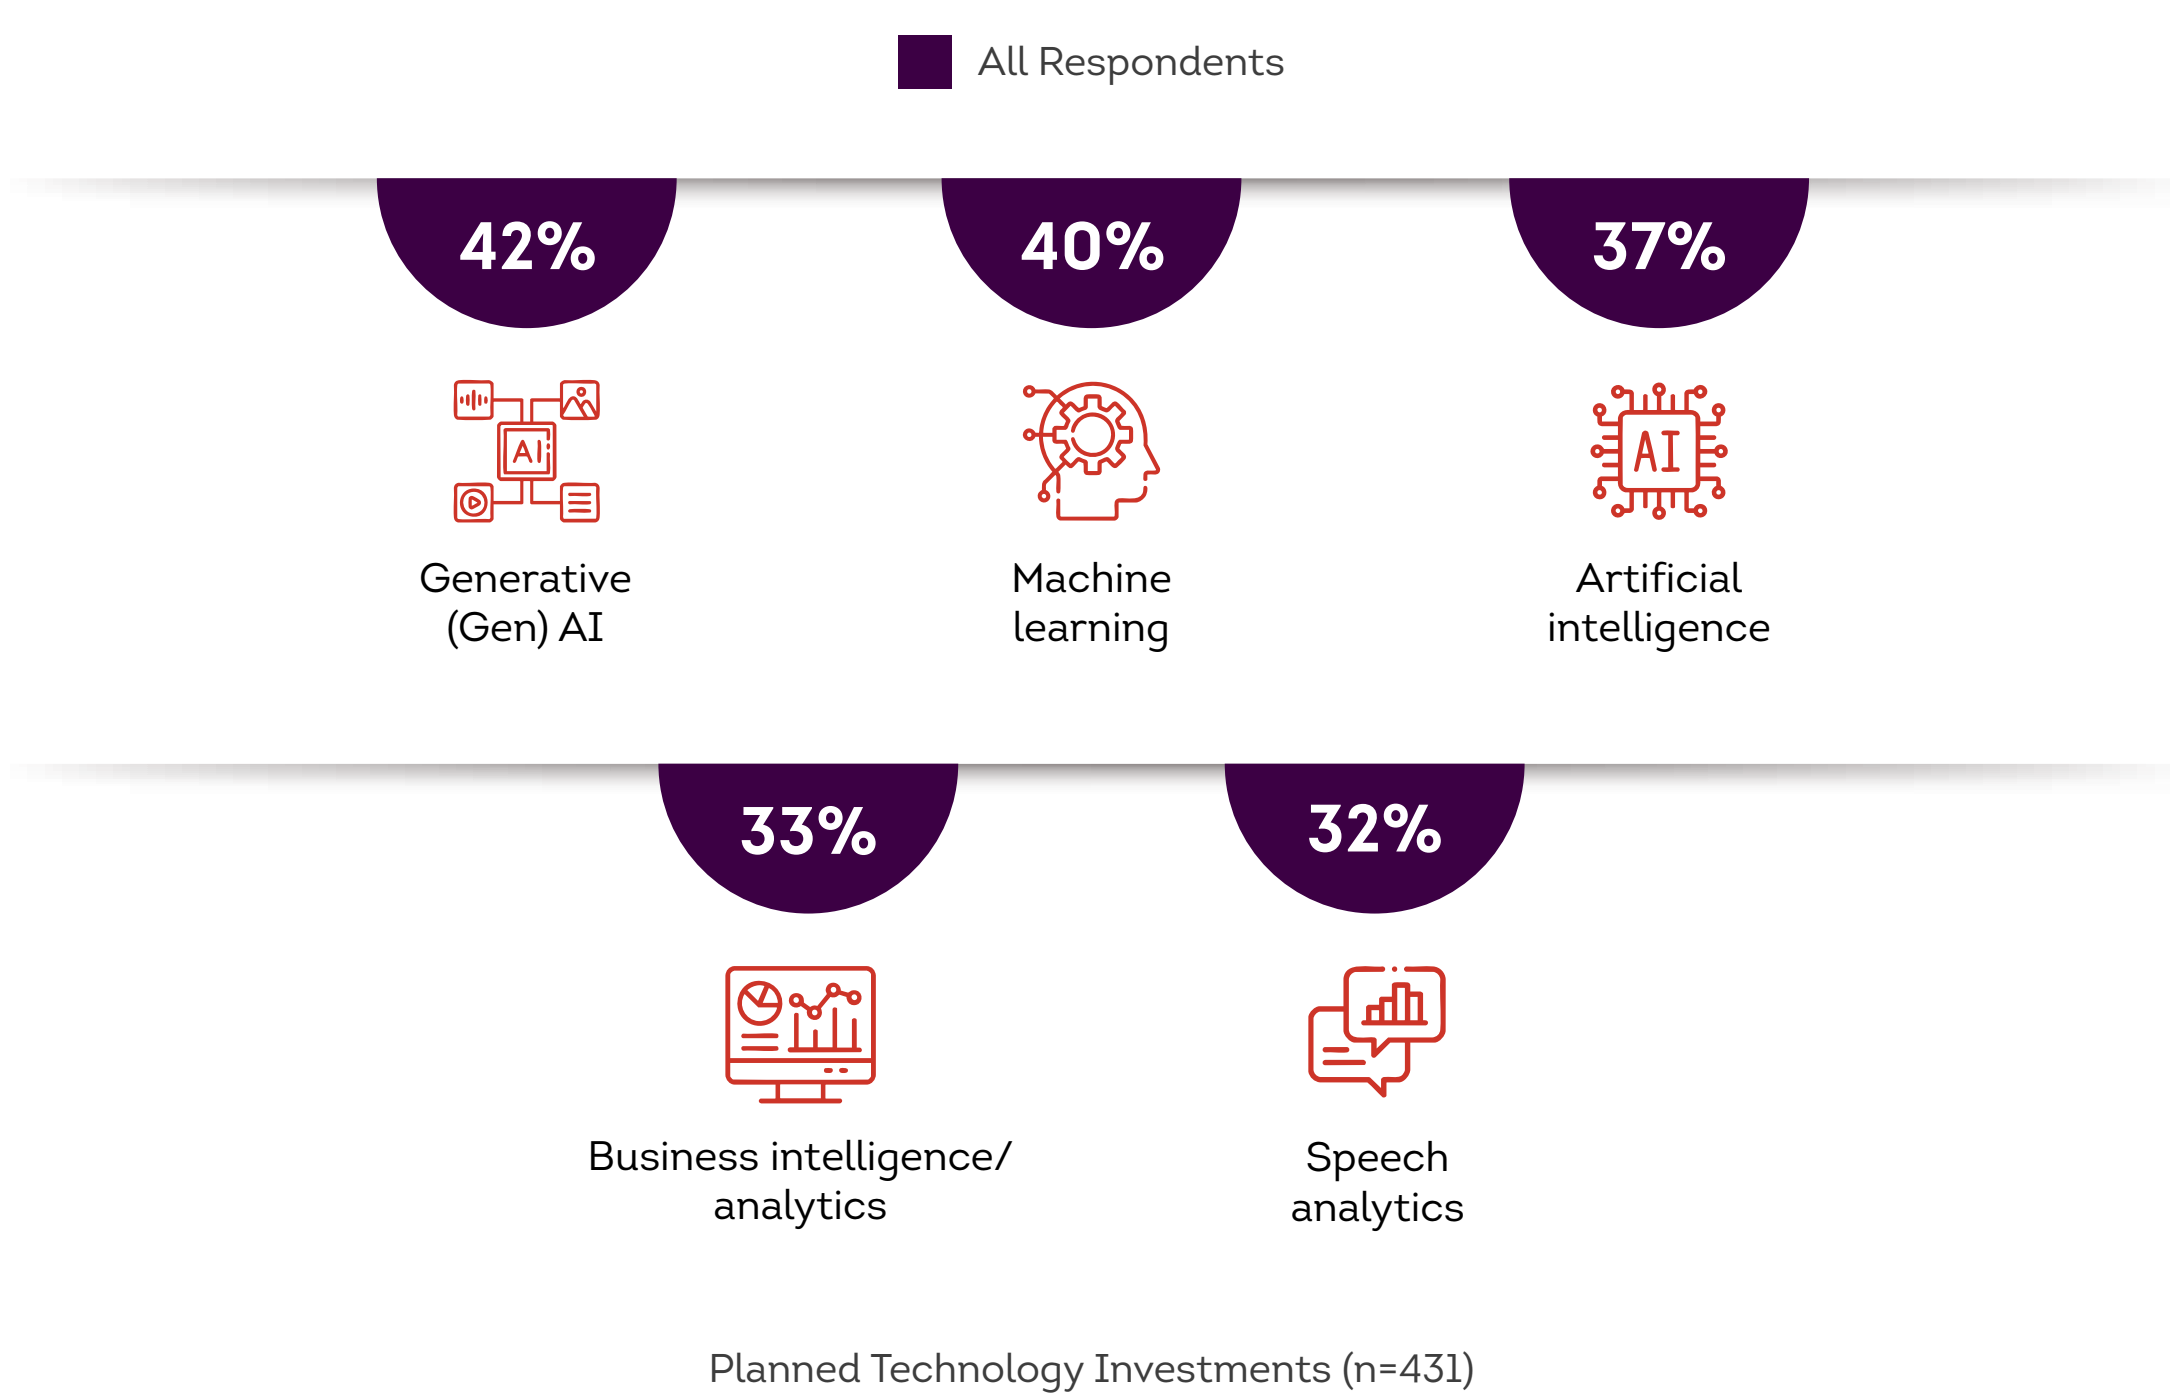 All Respondents
42%
40%
37%
AI
AI
Generative
(Gen) AI
Machine
learning
Artificial
intelligence
33%
32%
Business intelligence/
analytics
Speech
analytics
Planned Technology Investments (n=431)